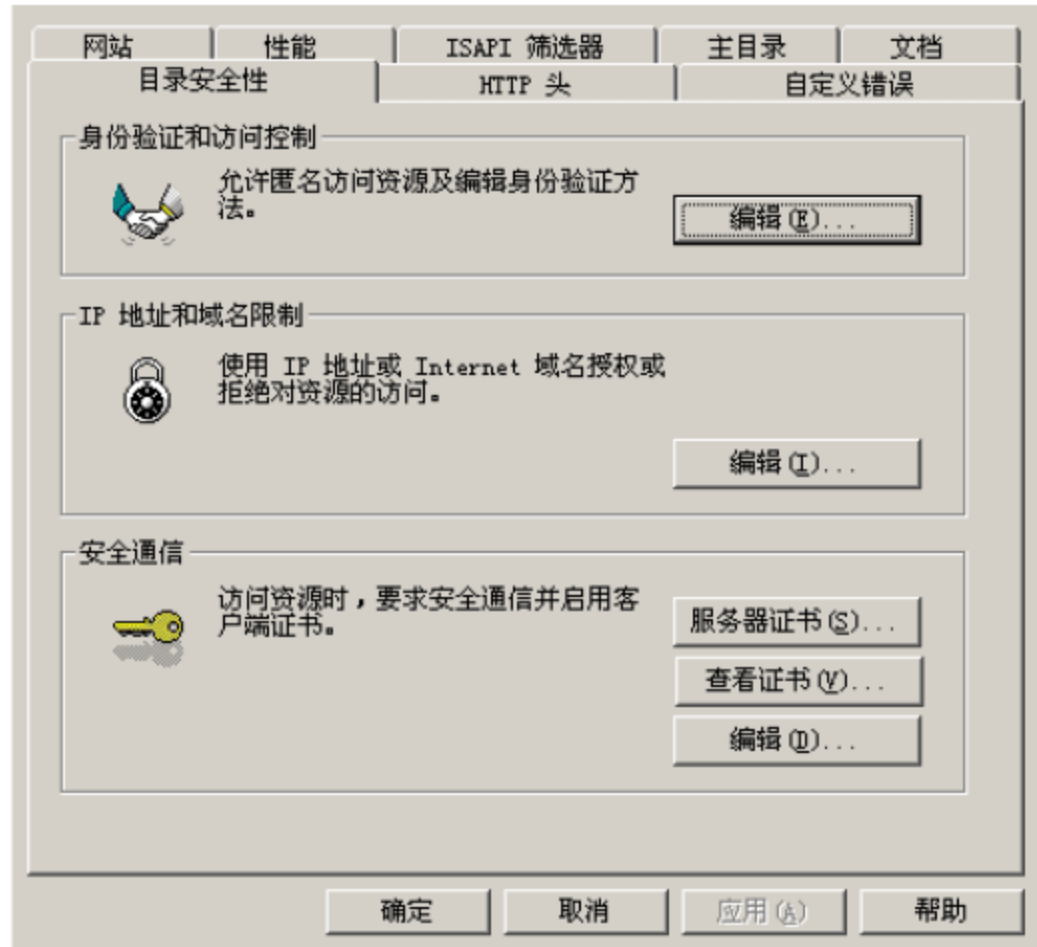 网站 性能 ISAPI 筛选器 主目录 文档
目录安全性 HTTP 头 自定义错误
身份验证和访问控制
允许匿名访问资源及编辑身份验证方
法。
编辑(E)...
IP 地址和域名限制
使用 IP 地址或 Internet 域名授权或
拒绝对资源的访问。
编辑(I)...
安全通信
访问资源时，要求安全通信并启用客
户端证书。
服务器证书(S)...
查看证书(V)...
编辑(D)...
确定 取消 应用(A) 帮助